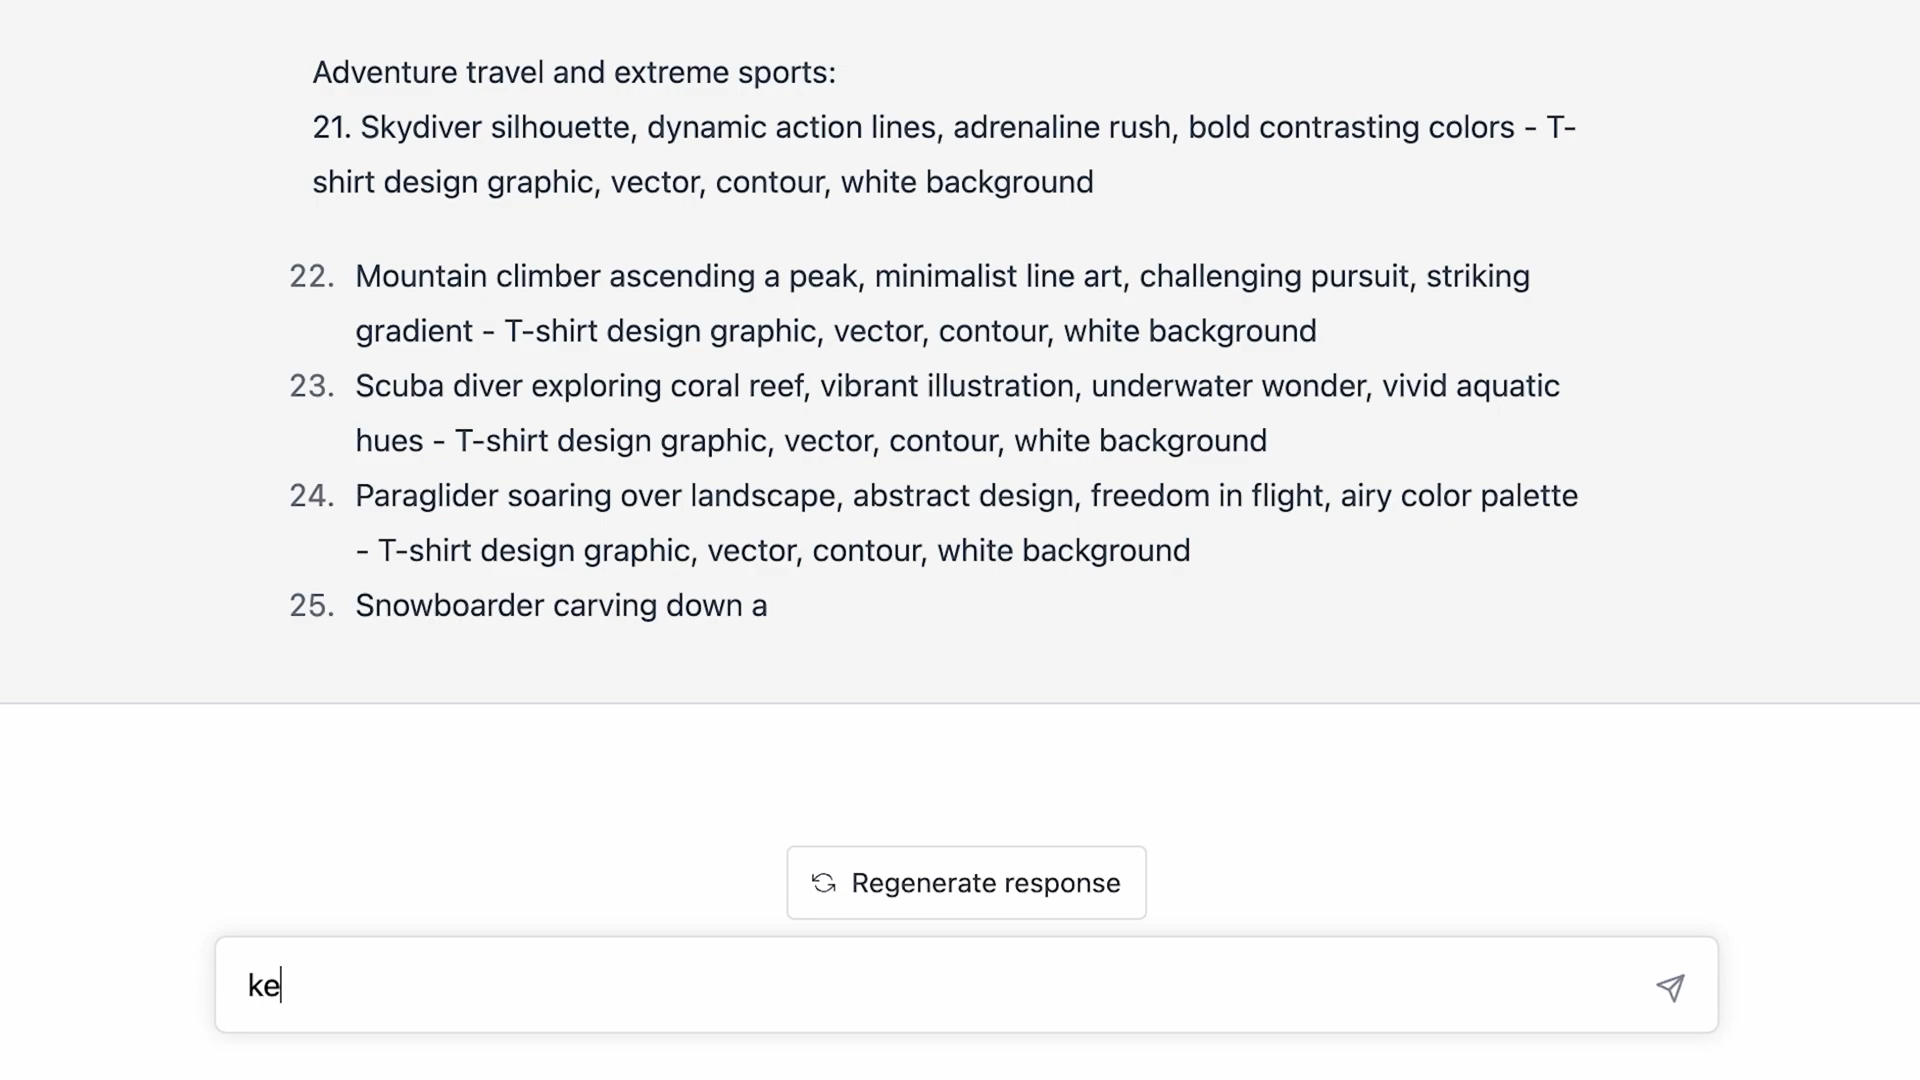 Adventure travel and extreme sports:
21. Skydiver silhouette, dynamic action lines, adrenaline rush, bold contrasting colors - T-
shirt design graphic, vector, contour, white background
22. Mountain climber ascending a peak, minimalist line art, challenging pursuit, striking
gradient - T-shirt design graphic, vector, contour, white background
23. Scuba diver exploring coral reef, vibrant illustration, underwater wonder, vivid aquatic
hues - T-shirt design graphic, vector, contour, white background
24. Paraglider soaring over landscape, abstract design, freedom in flight, airy color palette
- T-shirt design graphic, vector, contour, white background
25. Snowboarder carving down a
Regenerate response
ke